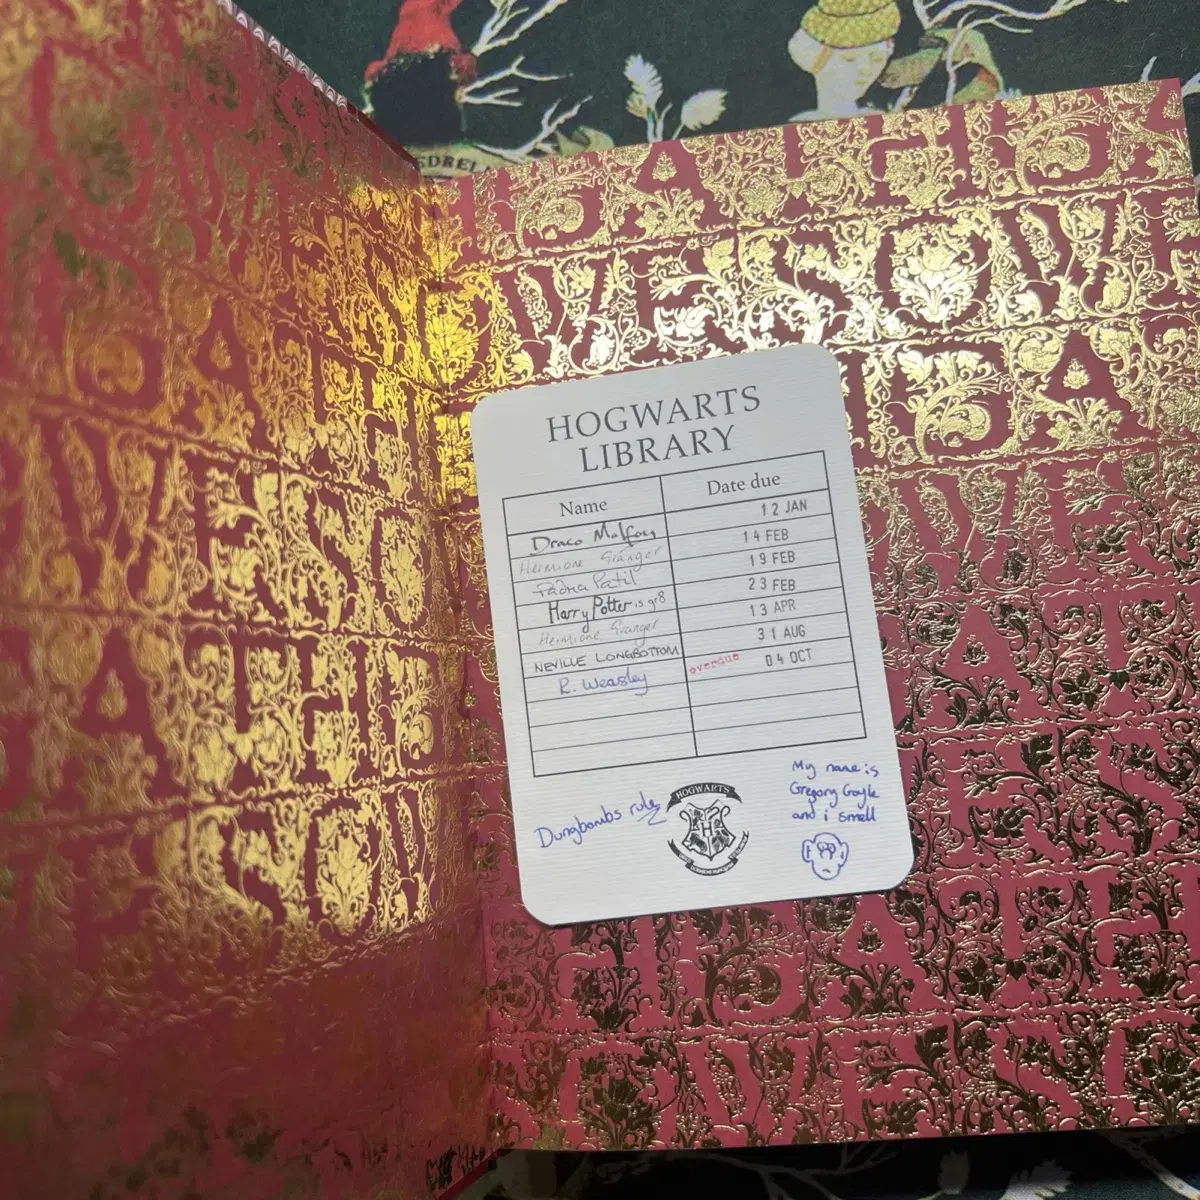 EDREL
HOGWARTS
LIBRARY
Name Date due
Draco Malfoy 12 JAN
Hermione Granger 14 FEB
Padma Patil 19 FEB
Harry Potter is gr8 23 FEB
Hermione Granger 13 APR
NEVILLE LONGBOTTOM 31 AUG
R. Weasley overdue 04 OCT
Dungbombs rule
HOGWARTS
H
My name is
Gregory Goyle
and i smell